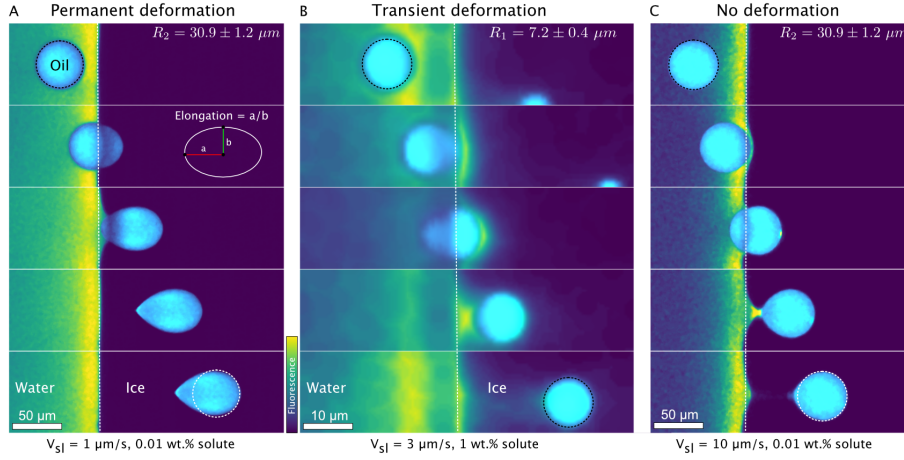 A Permanent deformation
R₂ = 30.9 ± 1.2 μm
Oil
Elongation = a/b
a
b
Water
Ice
50 μm
V_sl = 1 μm/s, 0.01 wt.% solute
Fluorescence
B Transient deformation
R₁ = 7.2 ± 0.4 μm
Water
Ice
10 μm
V_sl = 3 μm/s, 1 wt.% solute
C No deformation
R₂ = 30.9 ± 1.2 μm
50 μm
V_sl = 10 μm/s, 0.01 wt.% solute